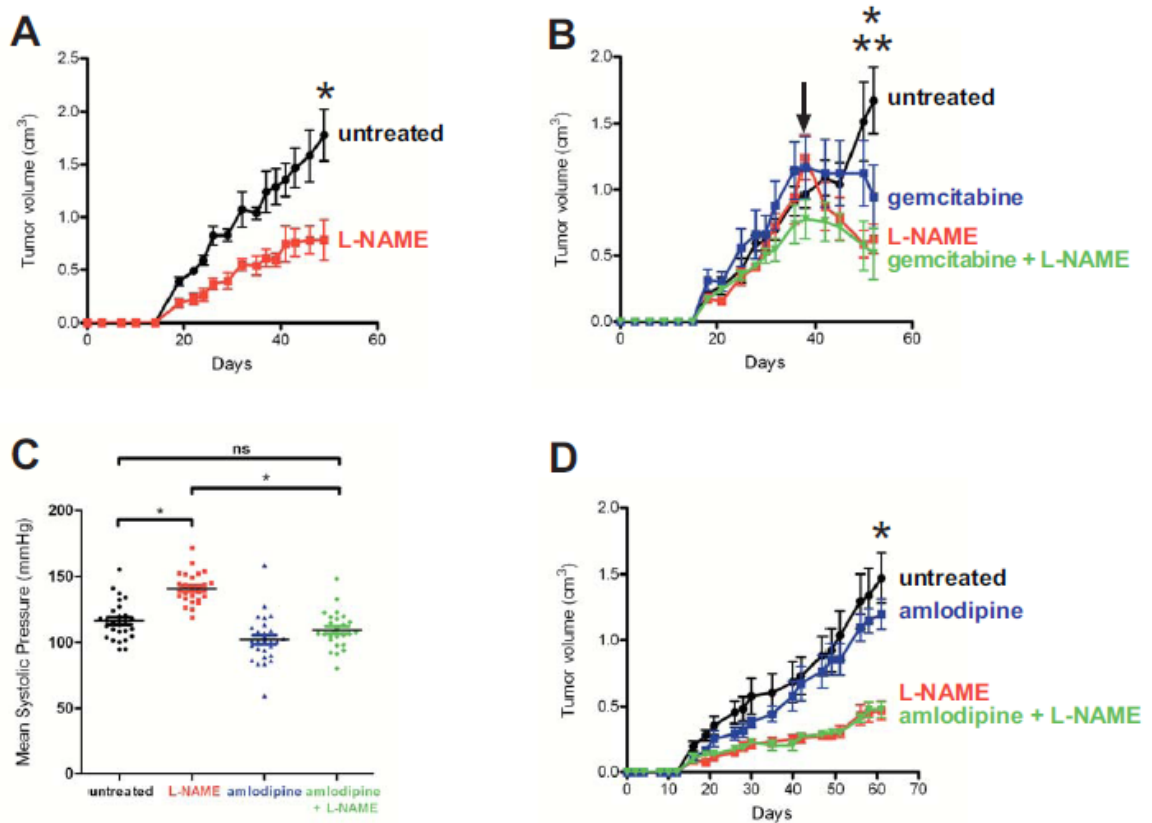 A
Tumor volume (cm³)
2.5
2.0
1.5
1.0
0.5
0.0
0
20
40
60
Days
*
untreated
L-NAME
B
Tumor volume (cm³)
2.0
1.5
1.0
0.5
0.0
0
20
40
60
Days
*
**
untreated
gemcitabine
L-NAME
gemcitabine + L-NAME
C
Mean Systolic Pressure (mmHg)
200
150
100
50
0
ns
*
*
untreated
L-NAME
amlodipine
amlodipine
+ L-NAME
D
Tumor volume (cm³)
2.0
1.5
1.0
0.5
0.0
0
10
20
30
40
50
60
70
Days
*
untreated
amlodipine
L-NAME
amlodipine + L-NAME